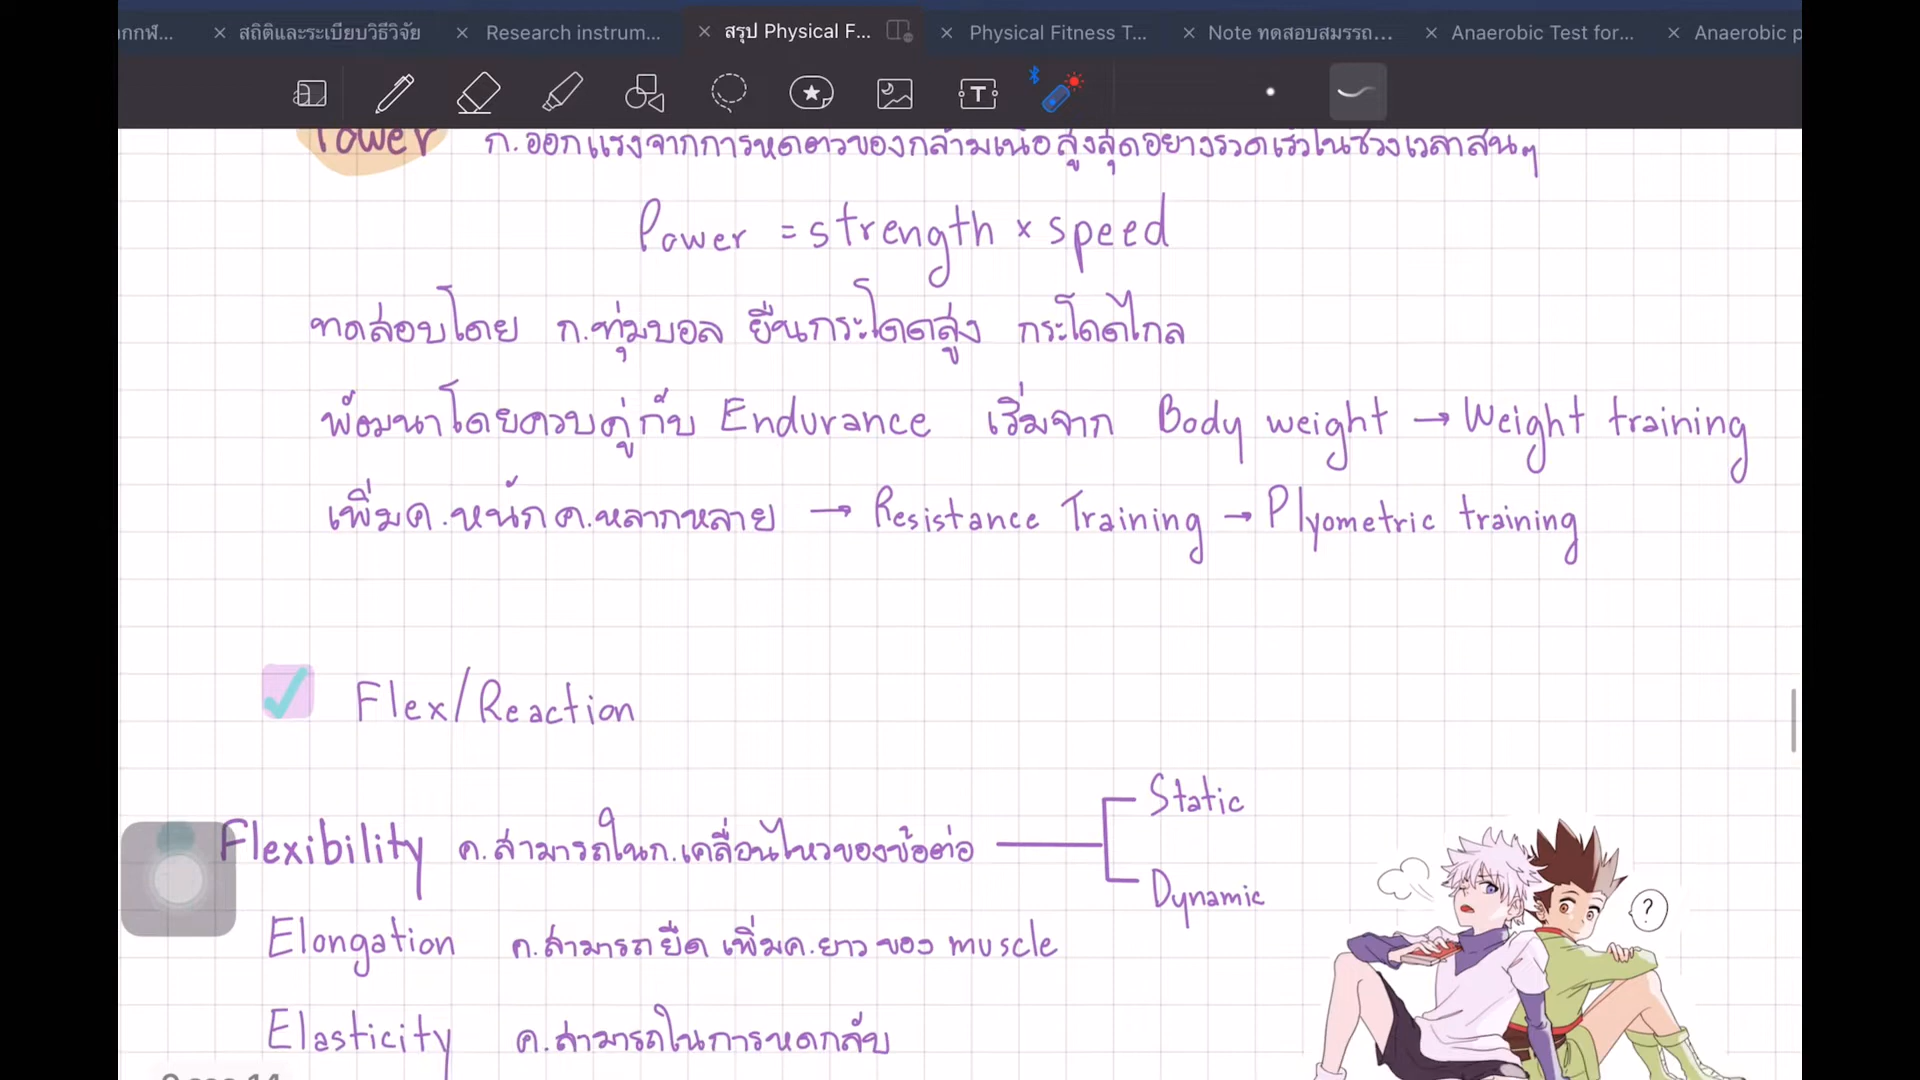 ากกฬี... × สถิติและระเบียบวิธีวิจัย × Research instrum... × สรุป Physical F... × Physical Fitness T... × Note ทดสอบสมรรถ... × Anaerobic Test for... × Anaerobic p
Power ก.ออกแรงจากการหดตัวของกล้ามเนื้อสูงสุดอย่างรวดเร็วในช่วงเวลาสั้นๆ
Power = strength × speed
ทดสอบโดย ก.ทุ่มบอล ยืนกระโดดสูง กระโดดไกล
พัฒนาโดยควบคู่กับ Endurance เริ่มจาก Body weight → Weight training
เพิ่มค.หนักค.หลากหลาย → Resistance Training → Plyometric training
Flex/Reaction
Static
Flexibility ค.สามารถในก.เคลื่อนไหวของข้อต่อ
Dynamic
?
Elongation ค.สามารถยืด เพิ่มค.ยาว ของ muscle
Elasticity ค.สามารถในการหดกลับ